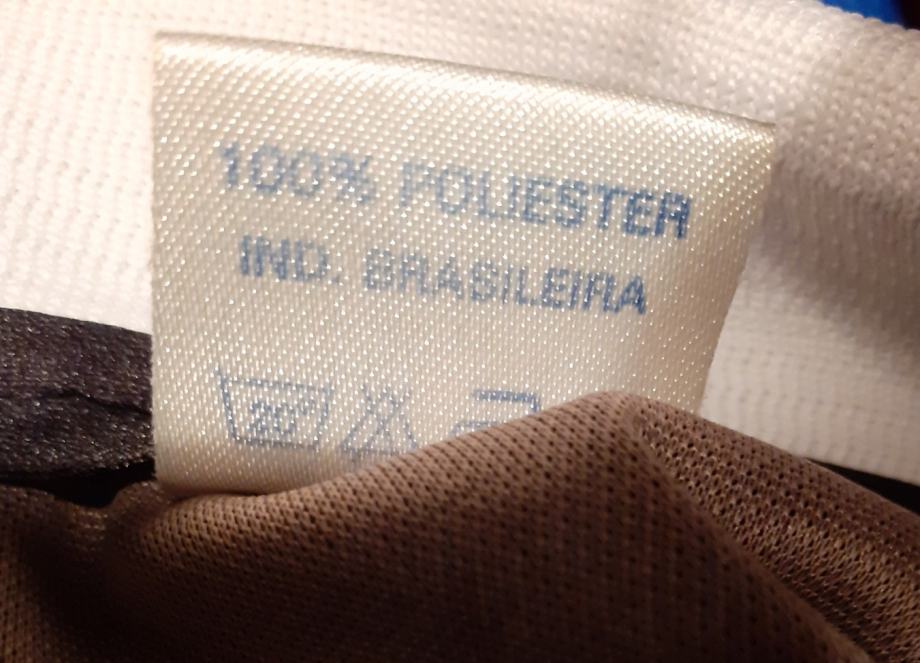 100% POLIESTER
IND. BRASILEIRA
20°